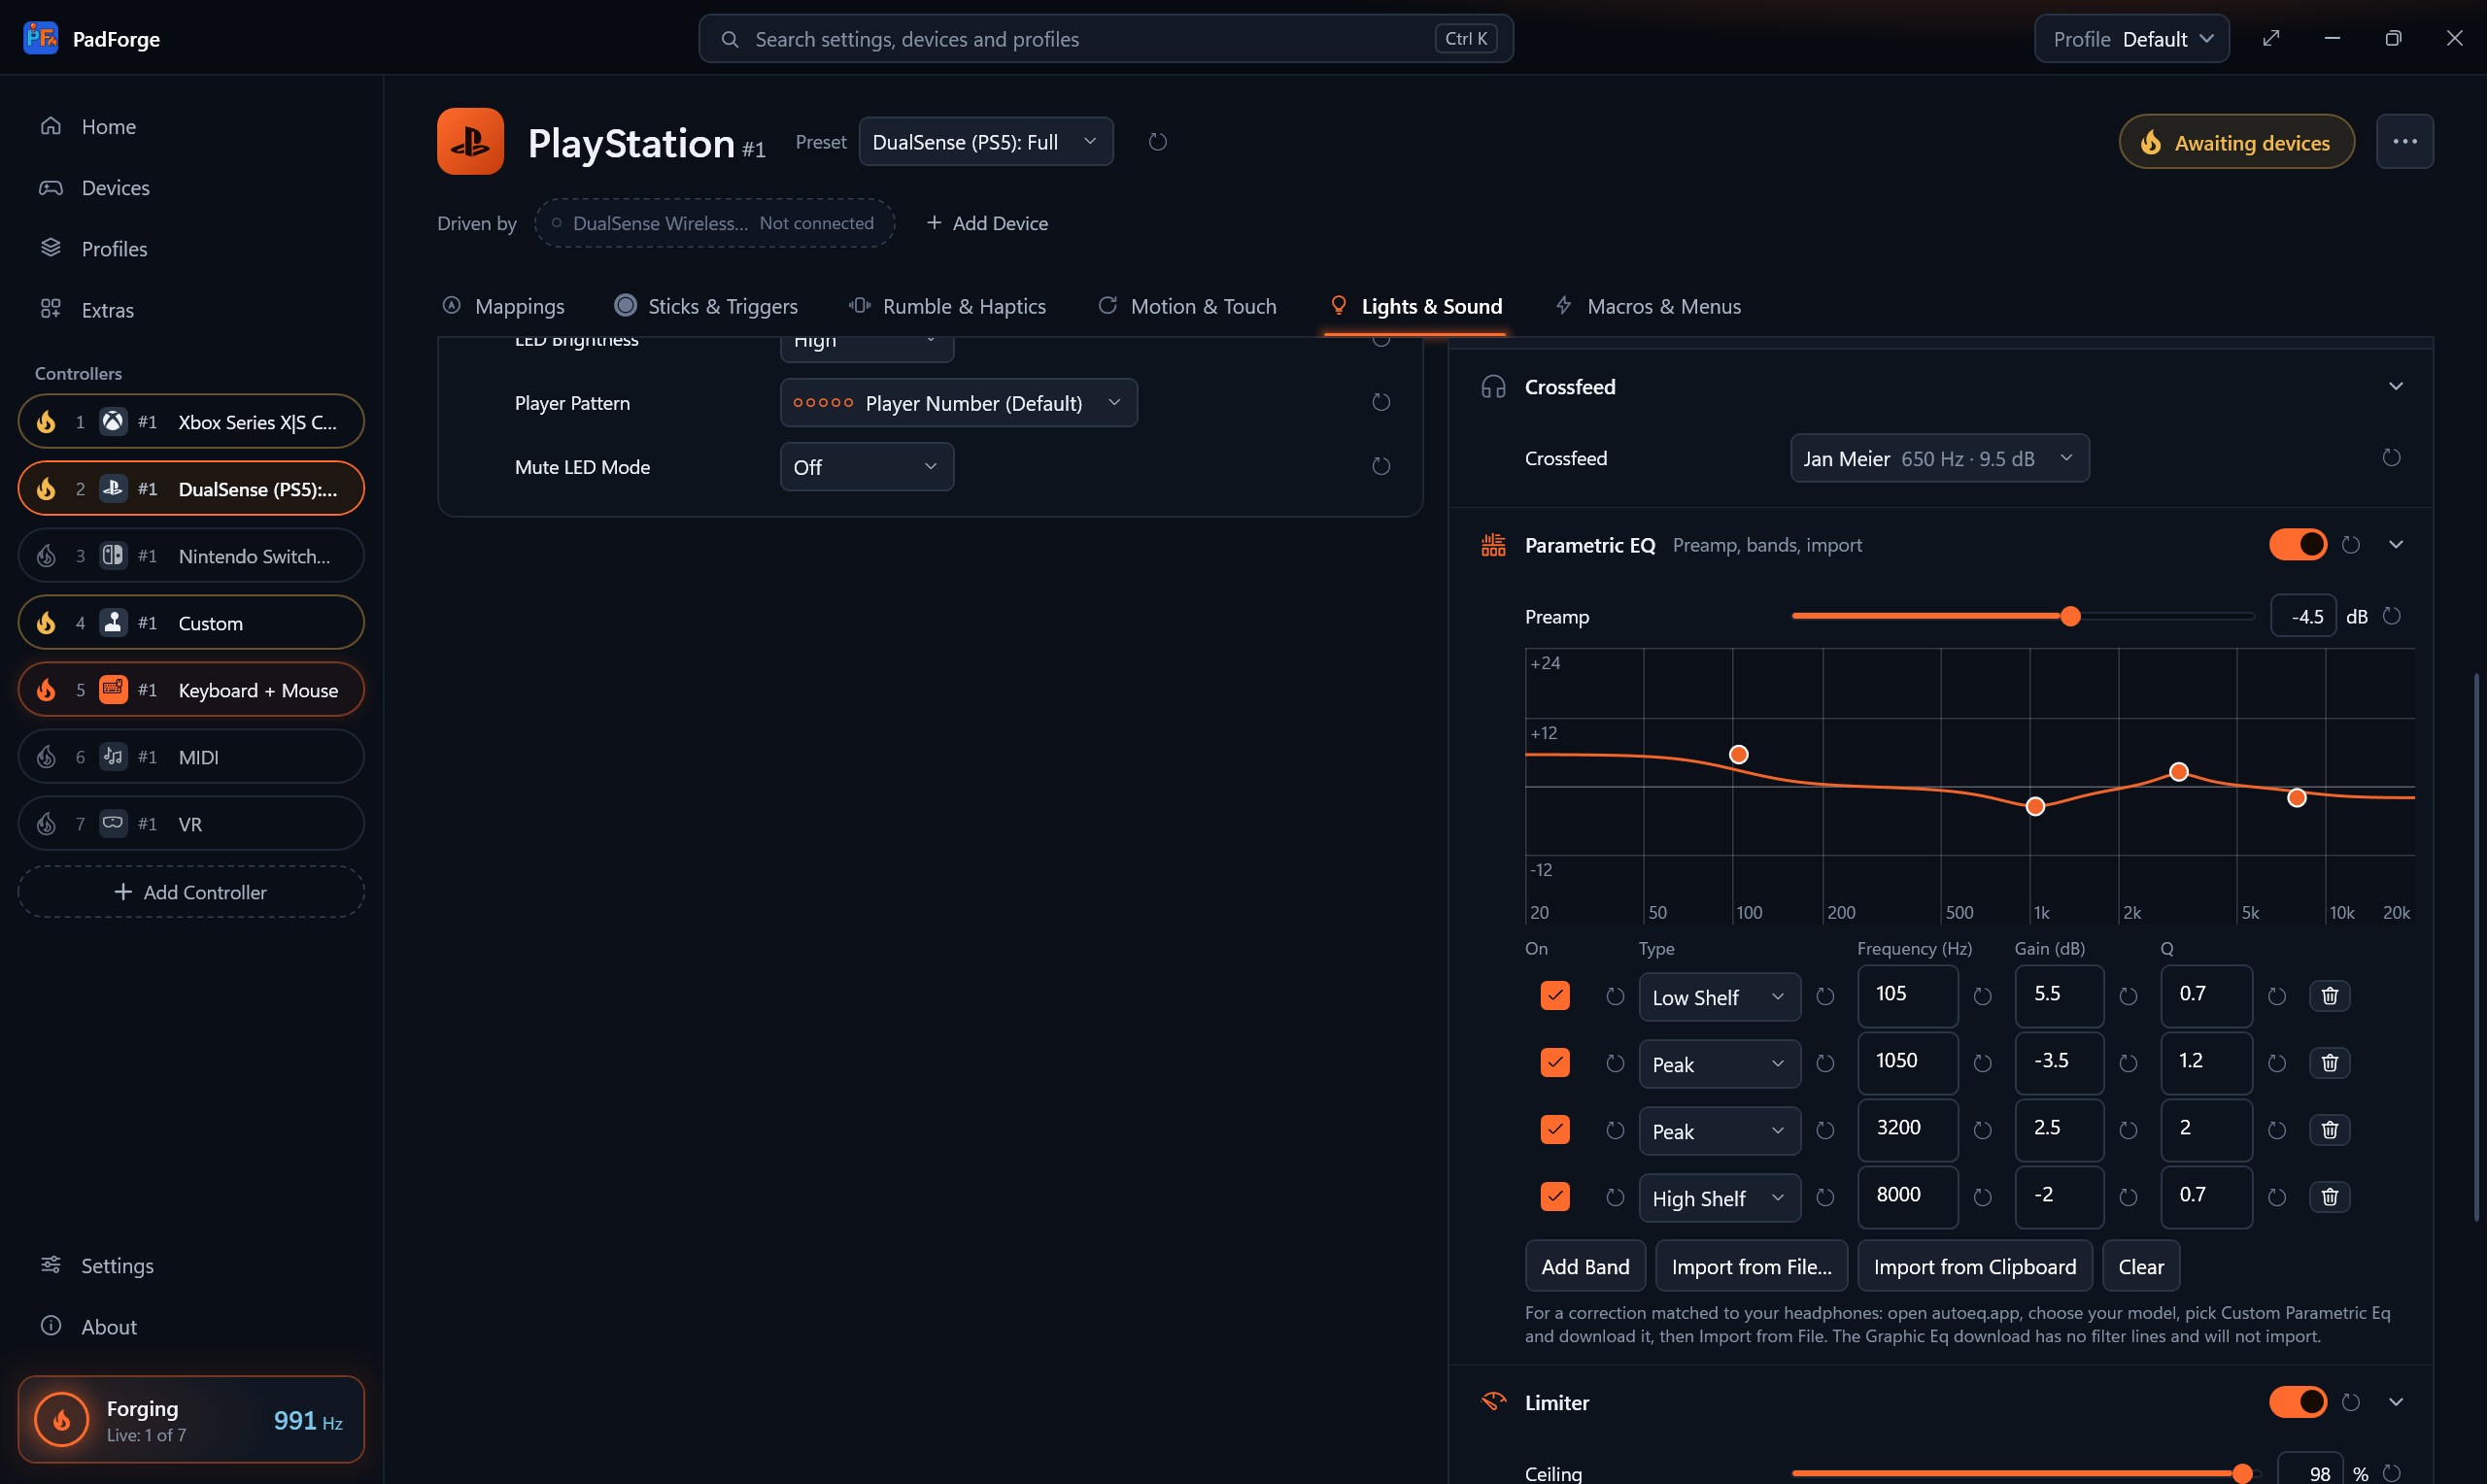 PadForge
Search settings, devices and profiles
Ctrl K
Profile Default
Home
Devices
Profiles
Extras
Controllers
1 #1 Xbox Series X|S C...
2 #1 DualSense (PS5):...
3 #1 Nintendo Switch...
4 #1 Custom
5 #1 Keyboard + Mouse
6 #1 MIDI
7 #1 VR
Add Controller
Settings
About
Forging
Live: 1 of 7
991 Hz
PlayStation #1
Preset
DualSense (PS5): Full
Awaiting devices
Driven by
DualSense Wireless... Not connected
Add Device
Mappings
Sticks & Triggers
Rumble & Haptics
Motion & Touch
Lights & Sound
Macros & Menus
LED Brightness High
Player Pattern Player Number (Default)
Mute LED Mode Off
Crossfeed
Crossfeed Jan Meier 650 Hz · 9.5 dB
Parametric EQ Preamp, bands, import
Preamp -4.5 dB
+24
+12
-12
20 50 100 200 500 1k 2k 5k 10k 20k
On Type Frequency (Hz) Gain (dB) Q
Low Shelf 105 5.5 0.7
Peak 1050 -3.5 1.2
Peak 3200 2.5 2
High Shelf 8000 -2 0.7
Add Band
Import from File...
Import from Clipboard
Clear
For a correction matched to your headphones: open autoeq.app, choose your model, pick Custom Parametric Eq
and download it, then Import from File. The Graphic Eq download has no filter lines and will not import.
Limiter
Ceiling 98 %